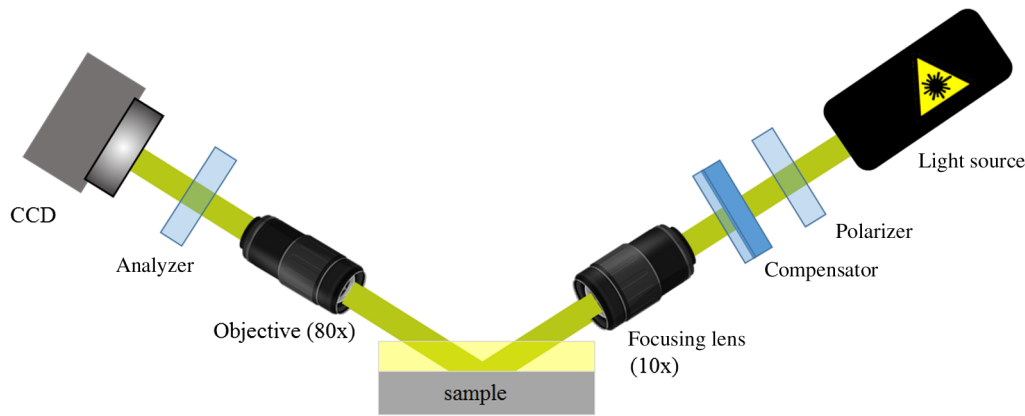 Light source
CCD
Polarizer
Analyzer
Compensator
Objective (80x)
Focusing lens
(10x)
sample